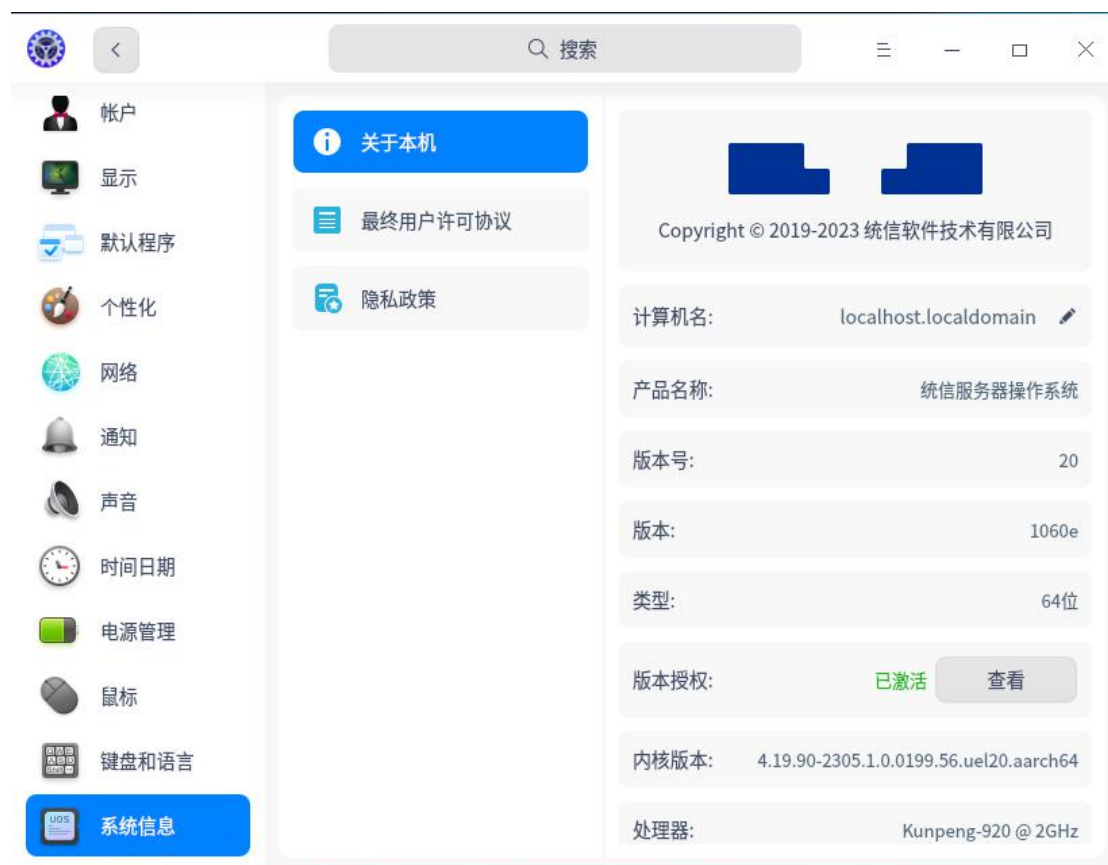 搜索
帐户
显示
默认程序
个性化
网络
通知
声音
时间日期
电源管理
鼠标
键盘和语言
UOS
系统信息
关于本机
最终用户许可协议
隐私政策
Copyright © 2019-2023 统信软件技术有限公司
计算机名: localhost.localdomain
产品名称: 统信服务器操作系统
版本号: 20
版本: 1060e
类型: 64位
版本授权: 已激活 查看
内核版本: 4.19.90-2305.1.0.0199.56.uel20.aarch64
处理器: Kunpeng-920 @ 2GHz